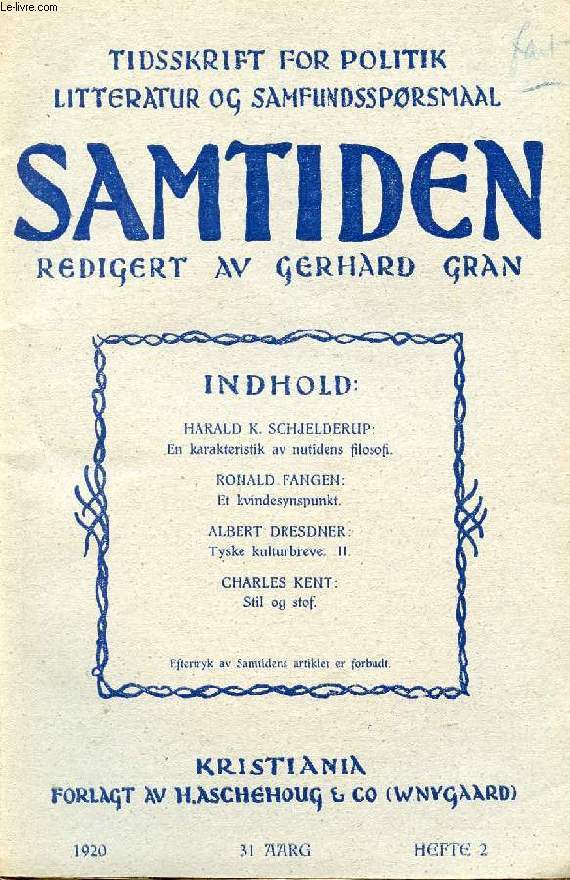 Le-livre.com
TIDSSKRIFT FOR POLITIK
LITTERATUR OG SAMFUNDSSPØRSMAAL
SAMTIDEN
REDIGERT AV GERHARD GRAN
INDHOLD:
HARALD K. SCHJELDERUP:
En karakteristik av nutidens filosofi.
RONALD FANGEN:
Et kvindesynspunkt.
ALBERT DRESDNER:
Tyske kulturbreve. II.
CHARLES KENT:
Stil og stof.
Eftertryk av Samtidens artikler er forbudt.
KRISTIANIA
FORLAGT AV H. ASCHEHOUG & CO (W. NYGAARD)
1920 31 AARG HEFTE 2